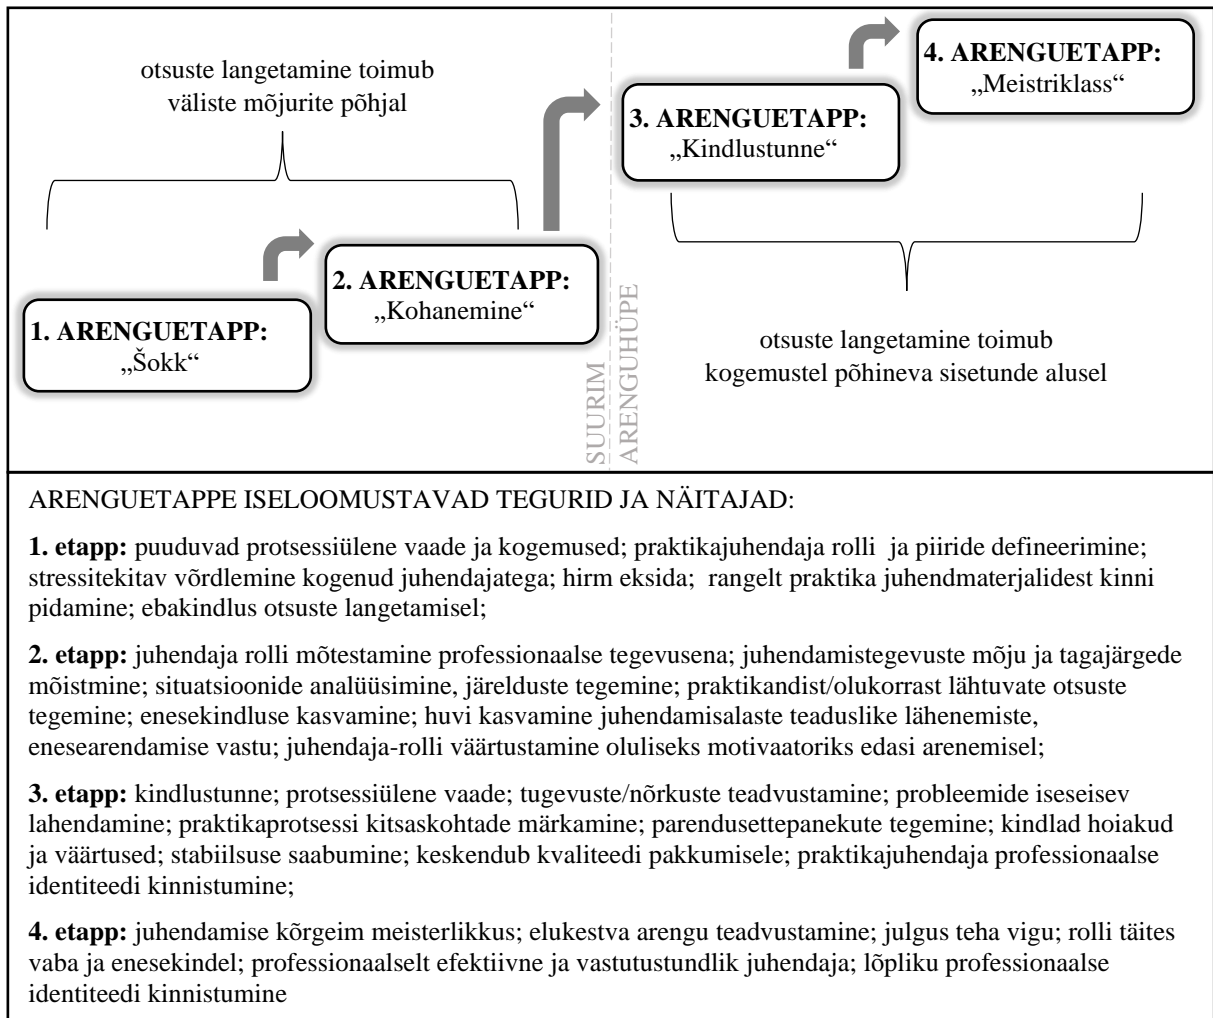 otsuste langetamine toimub
väliste mõjurite põhjal
4. ARENGUETAPP:
„Meistriklass“
3. ARENGUETAPP:
„Kindlustunne“
2. ARENGUETAPP:
„Kohanemine“
1. ARENGUETAPP:
„Šokk“
SUURIM
ARENGUHÜPE
otsuste langetamine toimub
kogemustel põhineva sisetunde alusel
ARENGUETAPPE ISELOOMUSTAVAD TEGURID JA NÄITAJAD:
1. etapp: puuduvad protsessiülene vaade ja kogemused; praktikajuhendaja rolli ja piiride defineerimine;
stressitekitav võrdlemine kogenud juhendajatega; hirm eksida; rangelt praktika juhendmaterjalidest kinni
pidamine; ebakindlus otsuste langetamisel;
2. etapp: juhendaja rolli mõtestamine professionaalse tegevusena; juhendamistegevuste mõju ja tagajärgede
mõistmine; situatsioonide analüüsimine, järelduste tegemine; praktikandist/olukorrast lähtuvate otsuste
tegemine; enesekindluse kasvamine; huvi kasvamine juhendamisalaste teaduslike lähenemiste,
enesearendamise vastu; juhendaja-rolli väärtustamine oluliseks motivaatoriks edasi arenemisel;
3. etapp: kindlustunne; protsessiülene vaade; tugevuste/nõrkuste teadvustamine; probleemide iseseisev
lahendamine; praktikaprotsessi kitsaskohtade märkamine; parendusettepanekute tegemine; kindlad hoiakud
ja väärtused; stabiilsuse saabumine; keskendub kvaliteedi pakkumisele; praktikajuhendaja professionaalse
identiteedi kinnistumine;
4. etapp: juhendamise kõrgeim meisterlikkus; elukestva arengu teadvustamine; julgus teha vigu; rolli täites
vaba ja enesekindel; professionaalselt efektiivne ja vastutustundlik juhendaja; lõpliku professionaalse
identiteedi kinnistumine